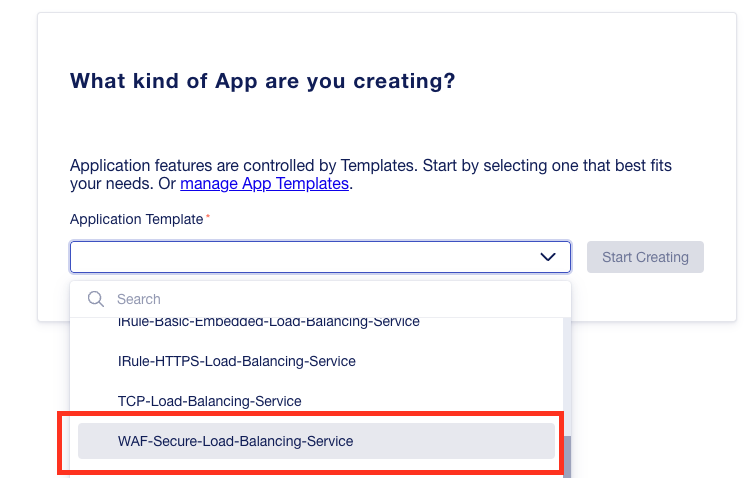 What kind of App are you creating?
Application features are controlled by Templates. Start by selecting one that best fits
your needs. Or manage App Templates.
Application Template*
Start Creating
Search
iRule-Basic-Embedded-Load-Balancing-Service
IRule-HTTPS-Load-Balancing-Service
TCP-Load-Balancing-Service
WAF-Secure-Load-Balancing-Service